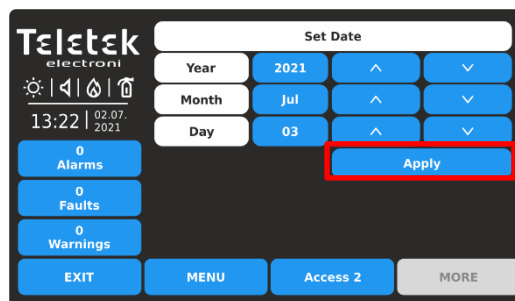 Teletek
electroni
13:22 02.07.
2021
0
Alarms
0
Faults
0
Warnings
Set Date
Year 2021
Month Jul
Day 03
Apply
EXIT MENU Access 2 MORE